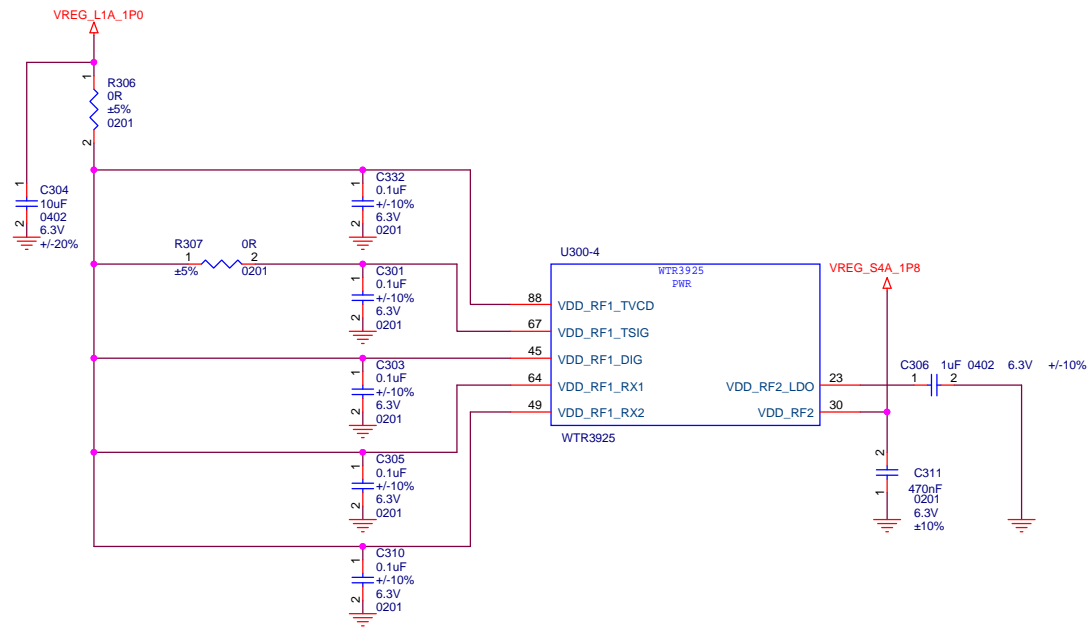 VREG_L1A_1P0
1
R306
0R
±5%
0201
2
1
C304
10uF
0402
6.3V
+/-20%
2
1
C332
0.1uF
+/-10%
6.3V
0201
2
R307 0R
1 2
±5% 0201
1
C301
0.1uF
+/-10%
6.3V
0201
2
1
C303
0.1uF
+/-10%
6.3V
0201
2
1
C305
0.1uF
+/-10%
6.3V
0201
2
1
C310
0.1uF
+/-10%
6.3V
0201
2
U300-4
WTR3925
PWR
88 VDD_RF1_TVCD
67 VDD_RF1_TSIG
45 VDD_RF1_DIG
64 VDD_RF1_RX1
49 VDD_RF1_RX2
VDD_RF2_LDO 23
VDD_RF2 30
WTR3925
VREG_S4A_1P8
C306 1uF 0402 6.3V +/-10%
1 2
2
C311
470nF
0201
6.3V
±10%
1